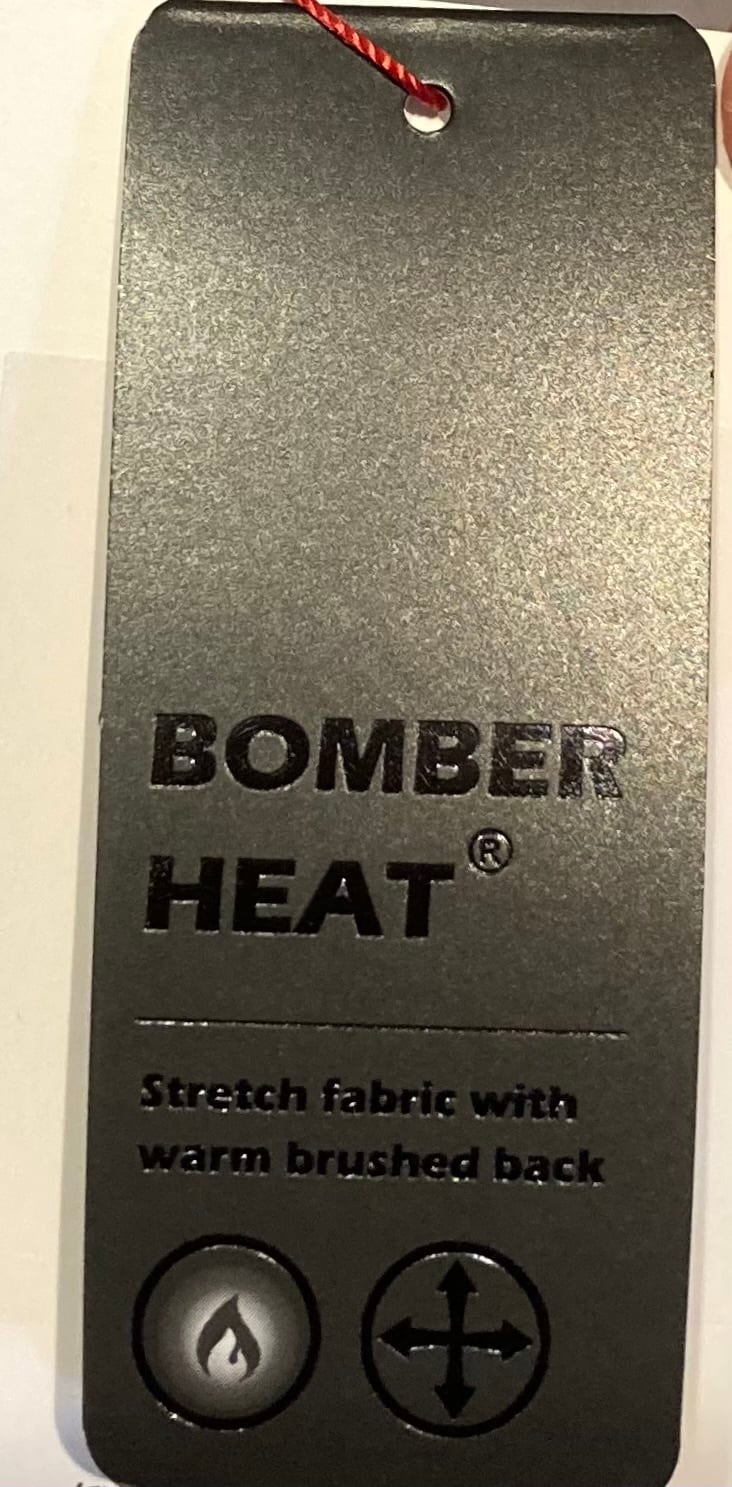 BOMBER
HEAT®
Stretch fabric with
warm brushed back